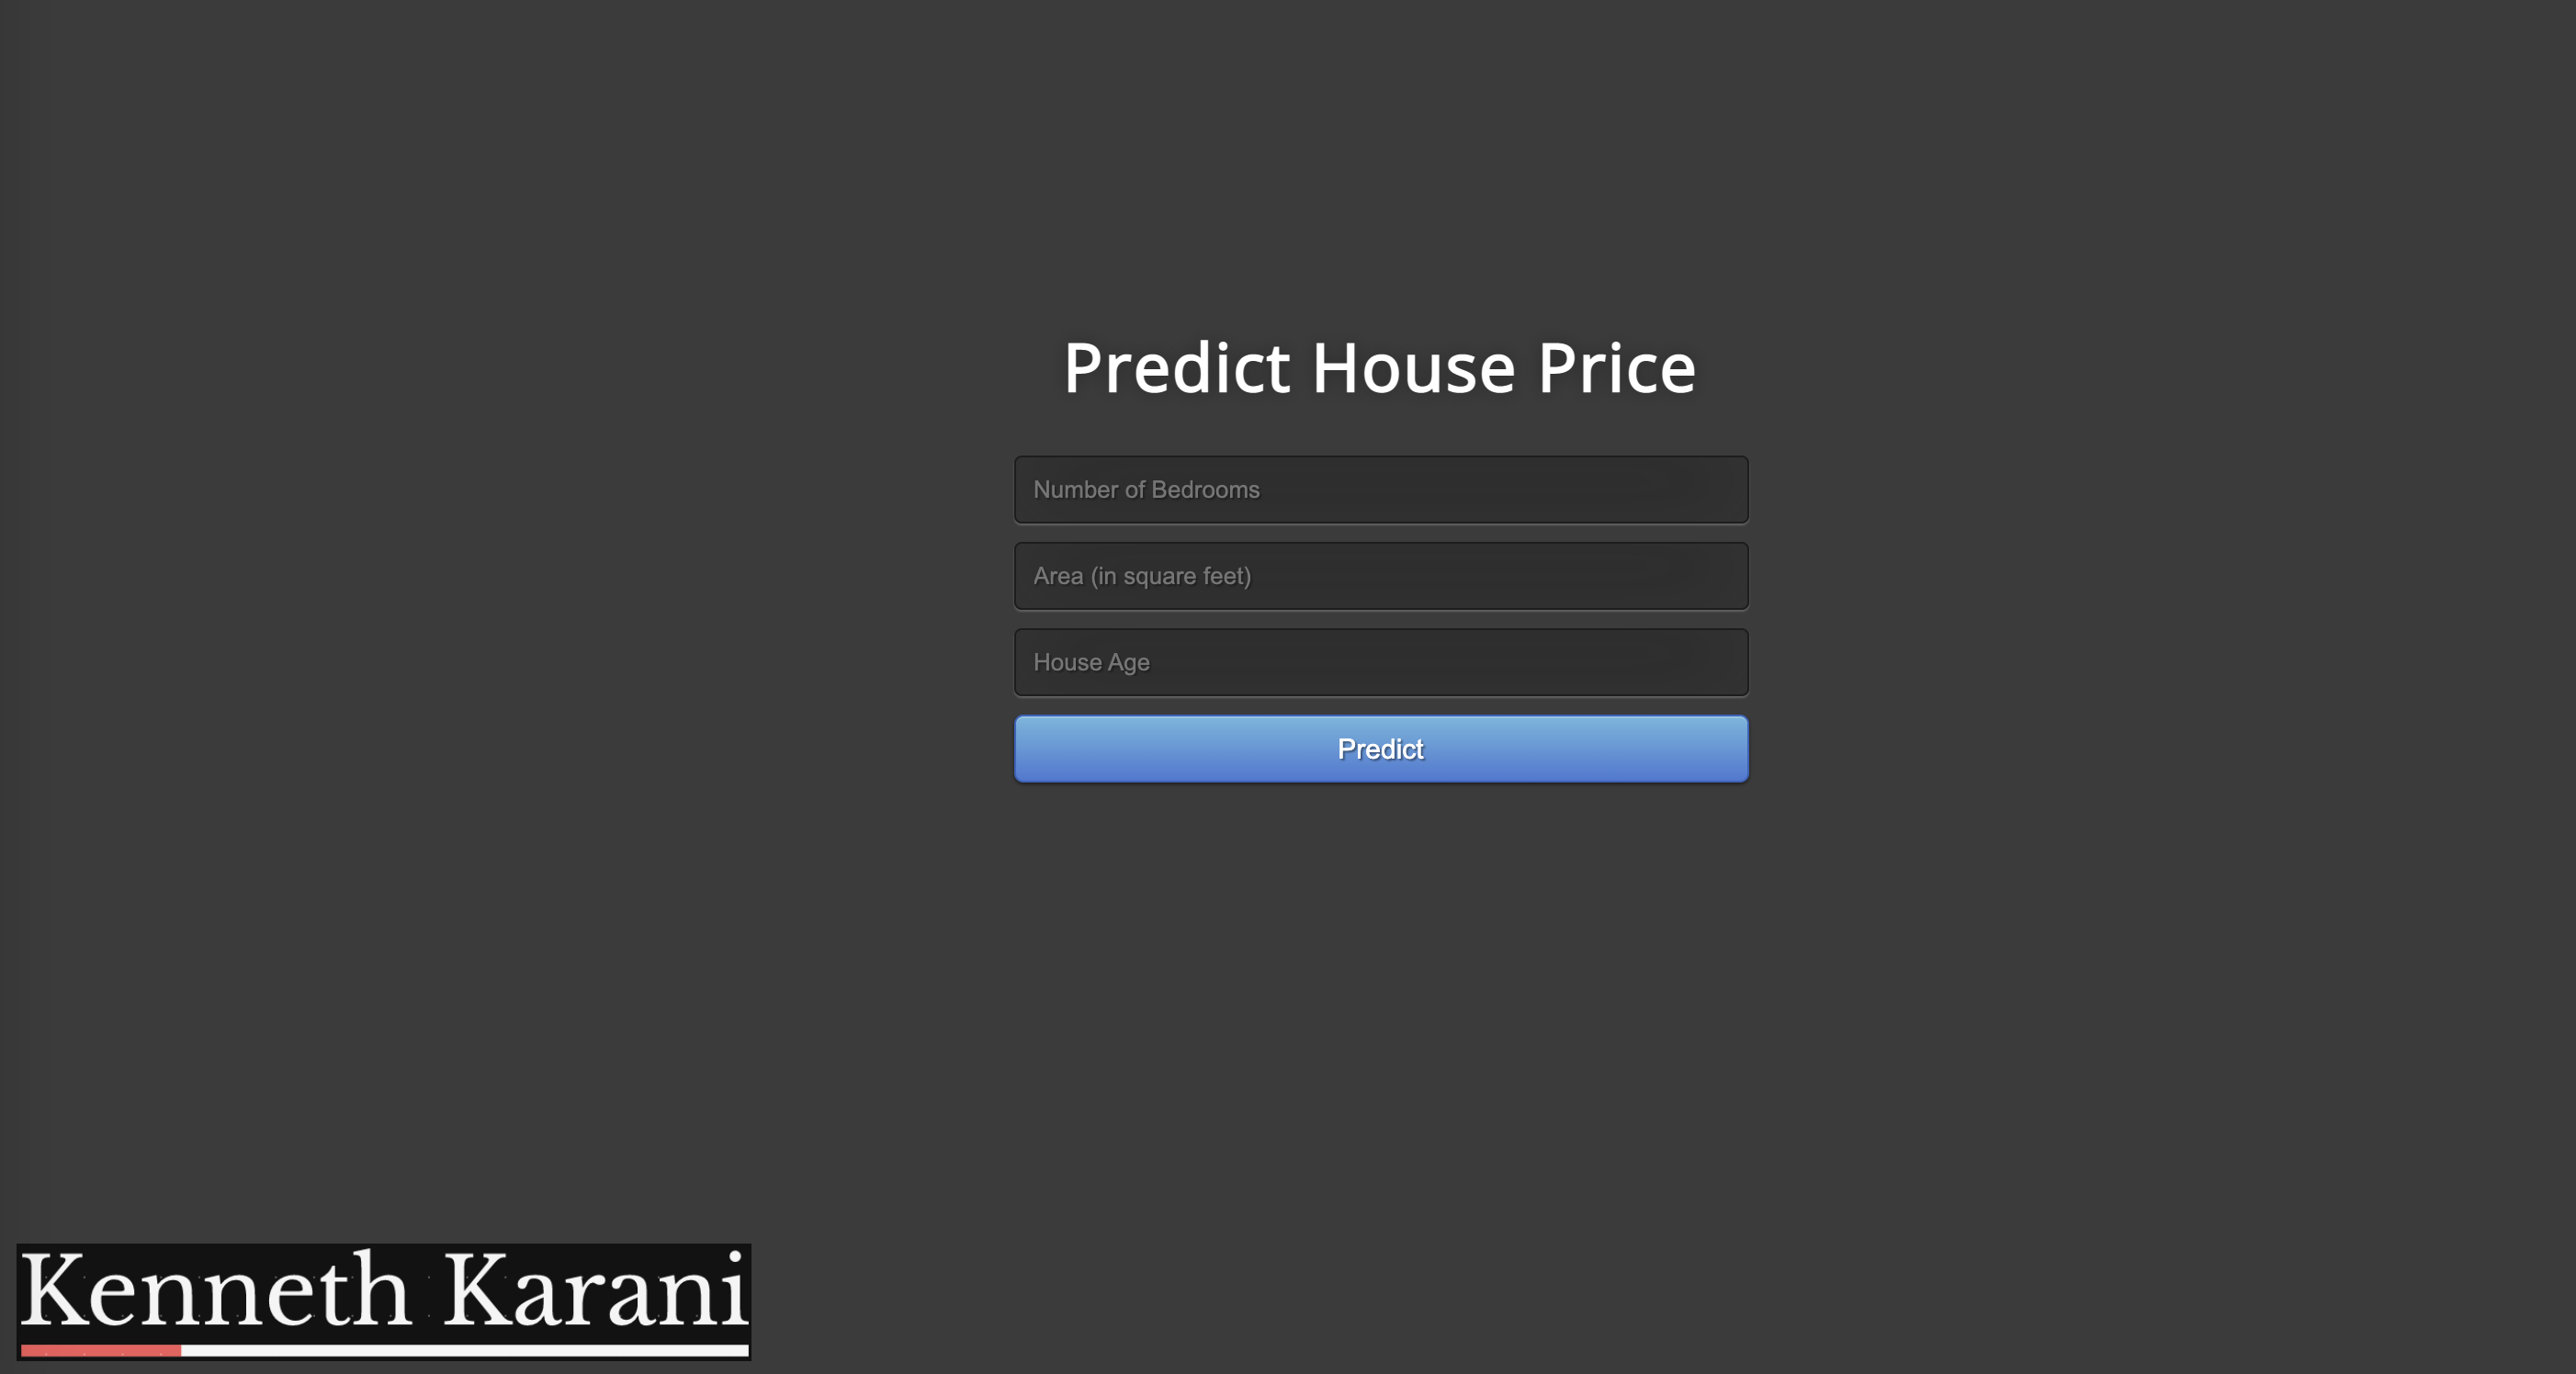 Predict House Price
Number of Bedrooms
Area (in square feet)
House Age
Predict
Kenneth Karani